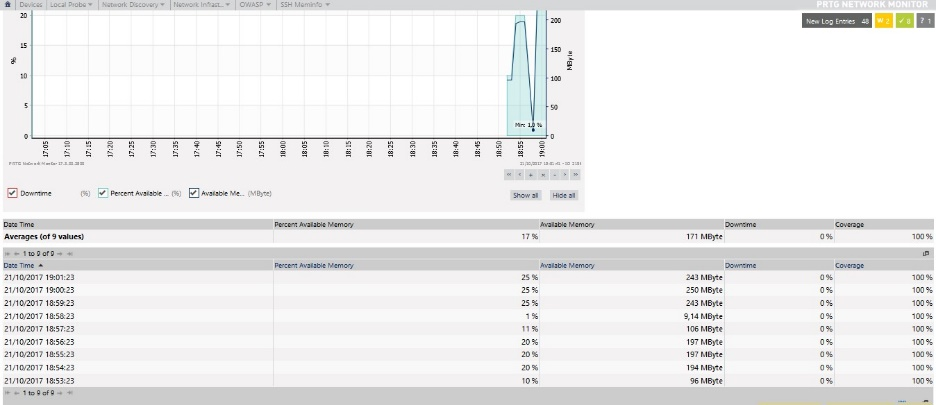 Devices Local Probe Network Discovery Network Infrast... OWASP SSH Meminfo PRTG NETWORK MONITOR
New Log Entries 48 W 2 ✓ 8 ? 1
20 15 10 5 0
%
200 150 100 50 0
MByte
Min: 1,0 %
17:05 17:10 17:15 17:20 17:25 17:30 17:35 17:40 17:45 17:50 17:55 18:00 18:05 18:10 18:15 18:20 18:25 18:30 18:35 18:40 18:45 18:50 18:55 19:00
PRTG Network Monitor
Downtime (%) Percent Available ... (%) Available Me... (MByte)
Show all Hide all
Date Time Percent Available Memory Available Memory Downtime Coverage
Averages (of 9 values) 17 % 171 MByte 0 % 100 %
1 to 9 of 9
Date Time Percent Available Memory Available Memory Downtime Coverage
21/10/2017 19:01:23 25 % 243 MByte 0 % 100 %
21/10/2017 19:00:23 25 % 250 MByte 0 % 100 %
21/10/2017 18:59:23 25 % 243 MByte 0 % 100 %
21/10/2017 18:58:23 1 % 9,14 MByte 0 % 100 %
21/10/2017 18:57:23 11 % 106 MByte 0 % 100 %
21/10/2017 18:56:23 20 % 197 MByte 0 % 100 %
21/10/2017 18:55:23 20 % 197 MByte 0 % 100 %
21/10/2017 18:54:23 20 % 194 MByte 0 % 100 %
21/10/2017 18:53:23 10 % 96 MByte 0 % 100 %
1 to 9 of 9